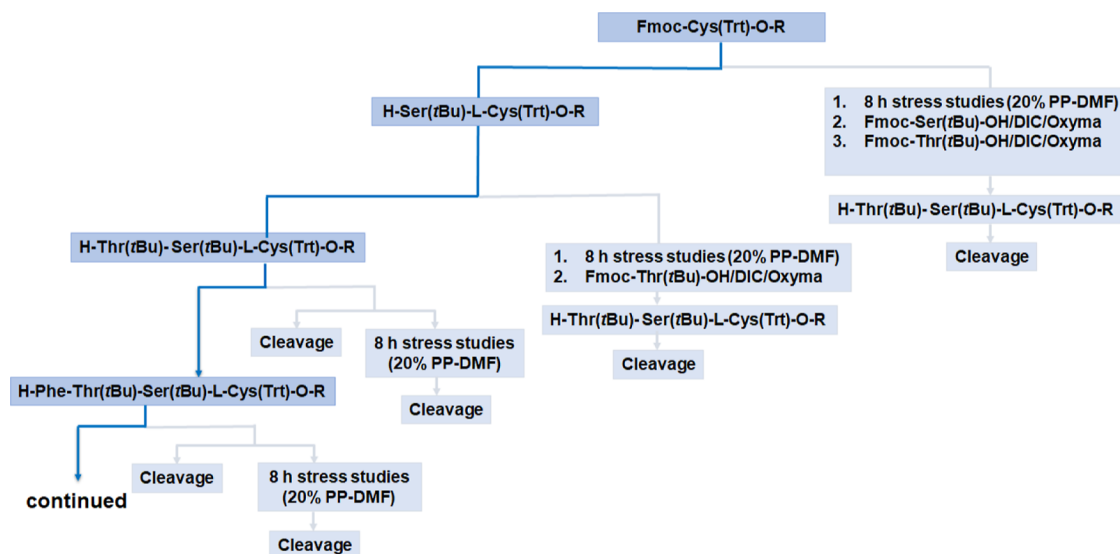 Fmoc-Cys(Trt)-O-R
H-Ser(tBu)-L-Cys(Trt)-O-R
1. 8 h stress studies (20% PP-DMF)
2. Fmoc-Ser(tBu)-OH/DIC/Oxyma
3. Fmoc-Thr(tBu)-OH/DIC/Oxyma
H-Thr(tBu)- Ser(tBu)-L-Cys(Trt)-O-R
Cleavage
H-Thr(tBu)- Ser(tBu)-L-Cys(Trt)-O-R
1. 8 h stress studies (20% PP-DMF)
2. Fmoc-Thr(tBu)-OH/DIC/Oxyma
H-Thr(tBu)- Ser(tBu)-L-Cys(Trt)-O-R
Cleavage
Cleavage
8 h stress studies
(20% PP-DMF)
Cleavage
H-Phe-Thr(tBu)-Ser(tBu)-L-Cys(Trt)-O-R
Cleavage
8 h stress studies
(20% PP-DMF)
Cleavage
continued